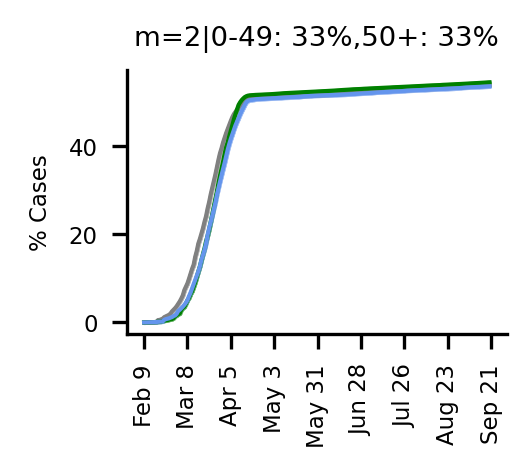 m=2|0-49: 33%,50+: 33%
% Cases
40
20
0
Feb 9
Mar 8
Apr 5
May 3
May 31
Jun 28
Jul 26
Aug 23
Sep 21